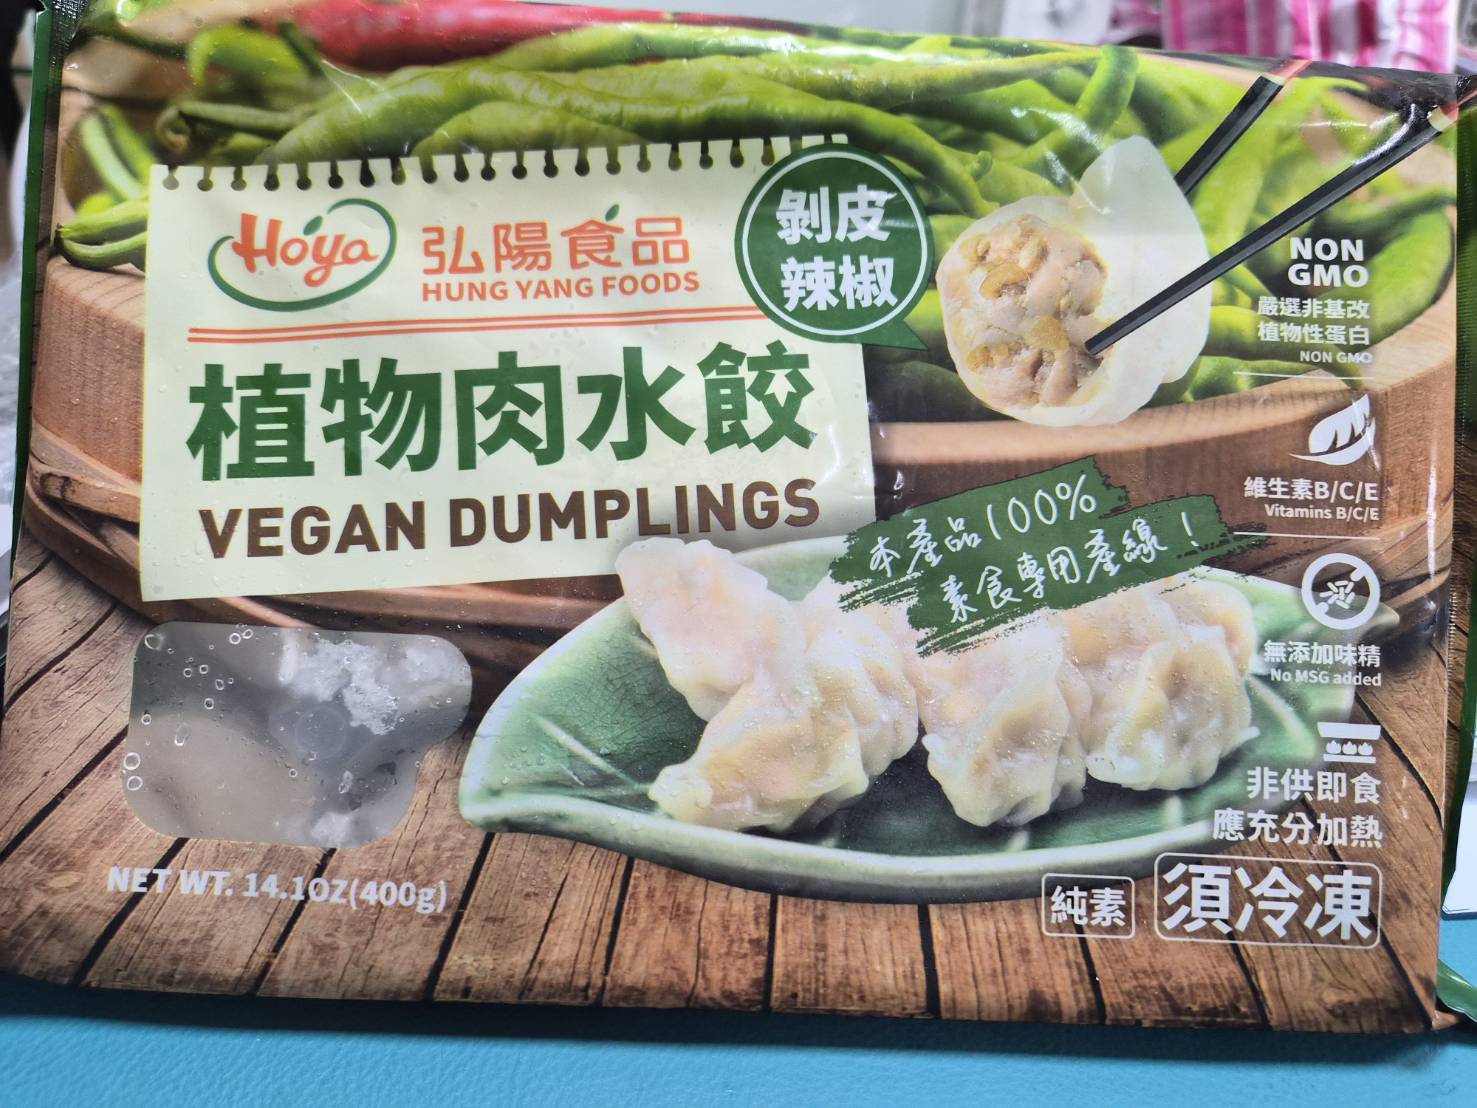 Hoya
弘陽食品
HUNG YANG FOODS
剝皮
辣椒
植物肉水餃
VEGAN DUMPLINGS
本產品100%
素食專用產線！
NON
GMO
嚴選非基改
植物性蛋白
NON GMO
維生素B/C/E
Vitamins B/C/E
無添加味精
No MSG added
非供即食
應充分加熱
純素
須冷凍
NET WT. 14.1OZ(400g)